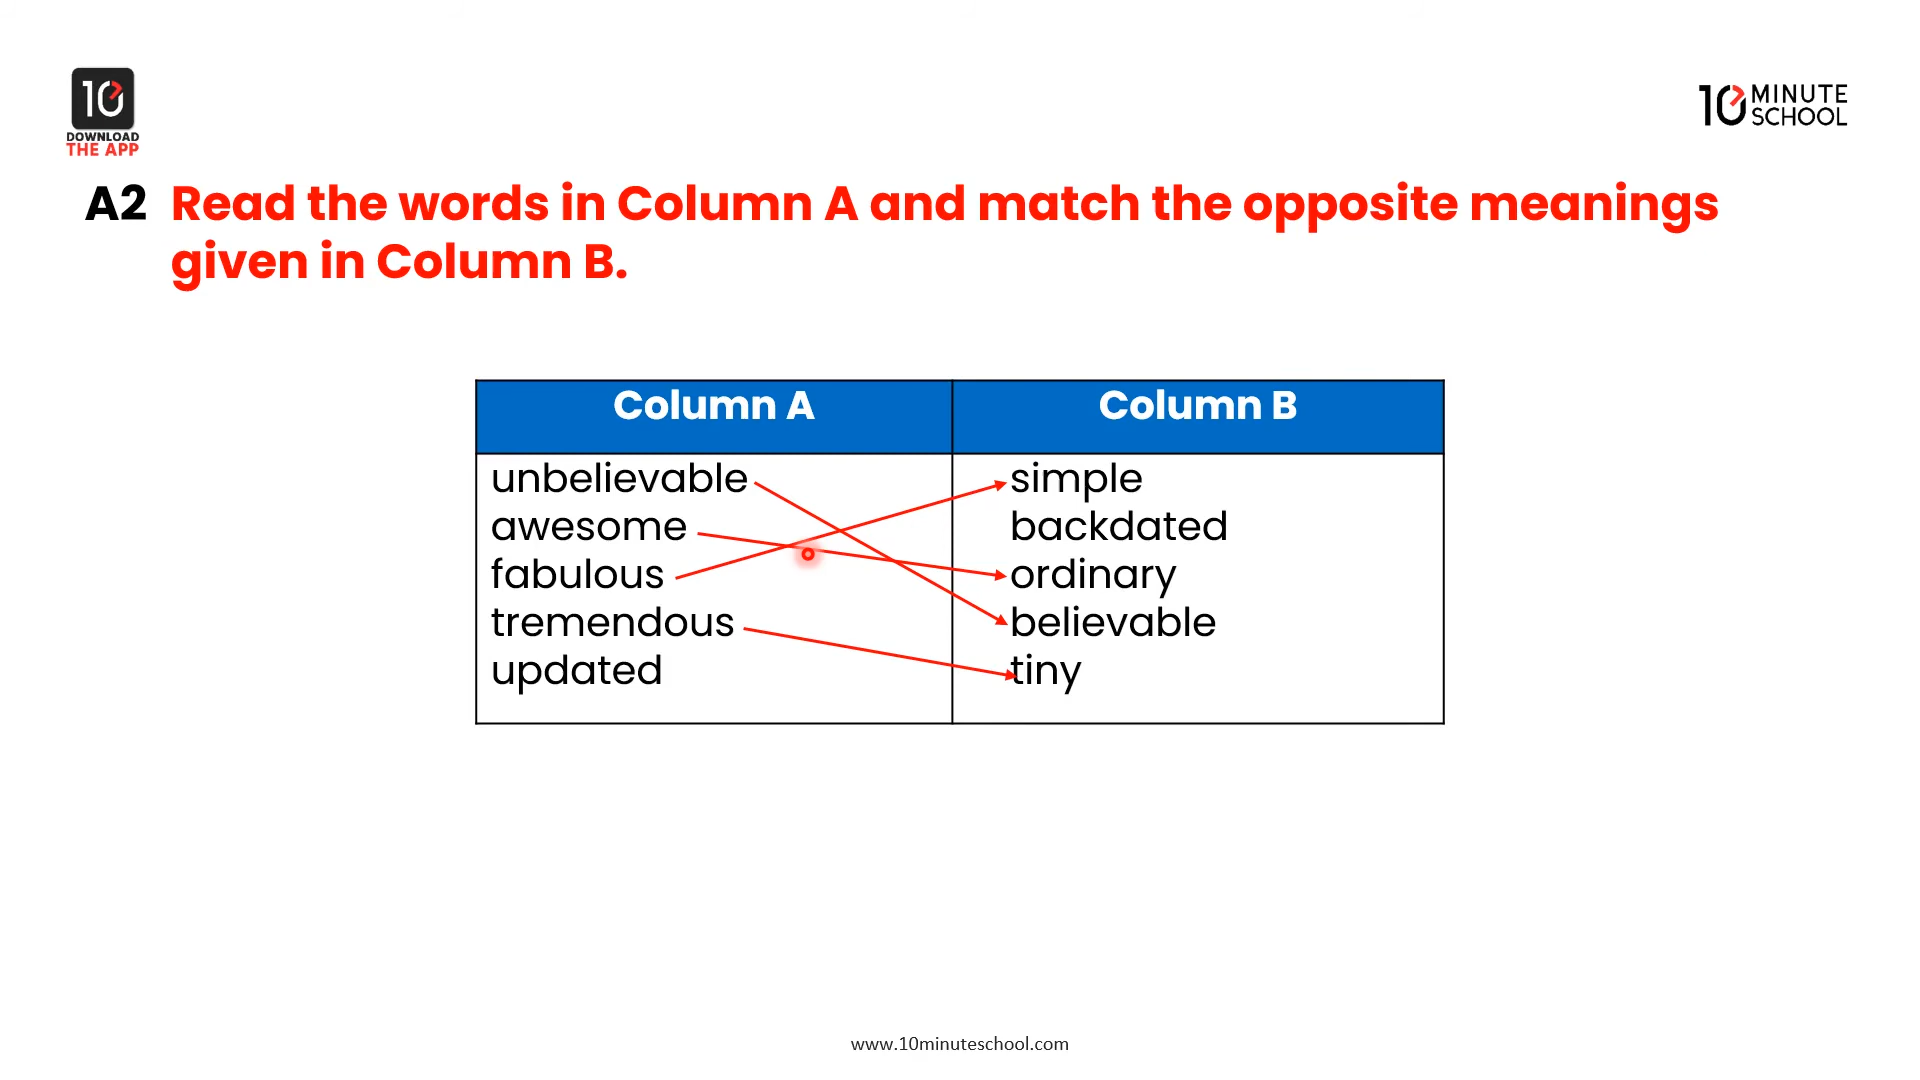 10
DOWNLOAD
THE APP
10 MINUTE
SCHOOL
A2 Read the words in Column A and match the opposite meanings
given in Column B.
Column A Column B
unbelievable simple
awesome backdated
fabulous ordinary
tremendous believable
updated tiny
www.10minuteschool.com